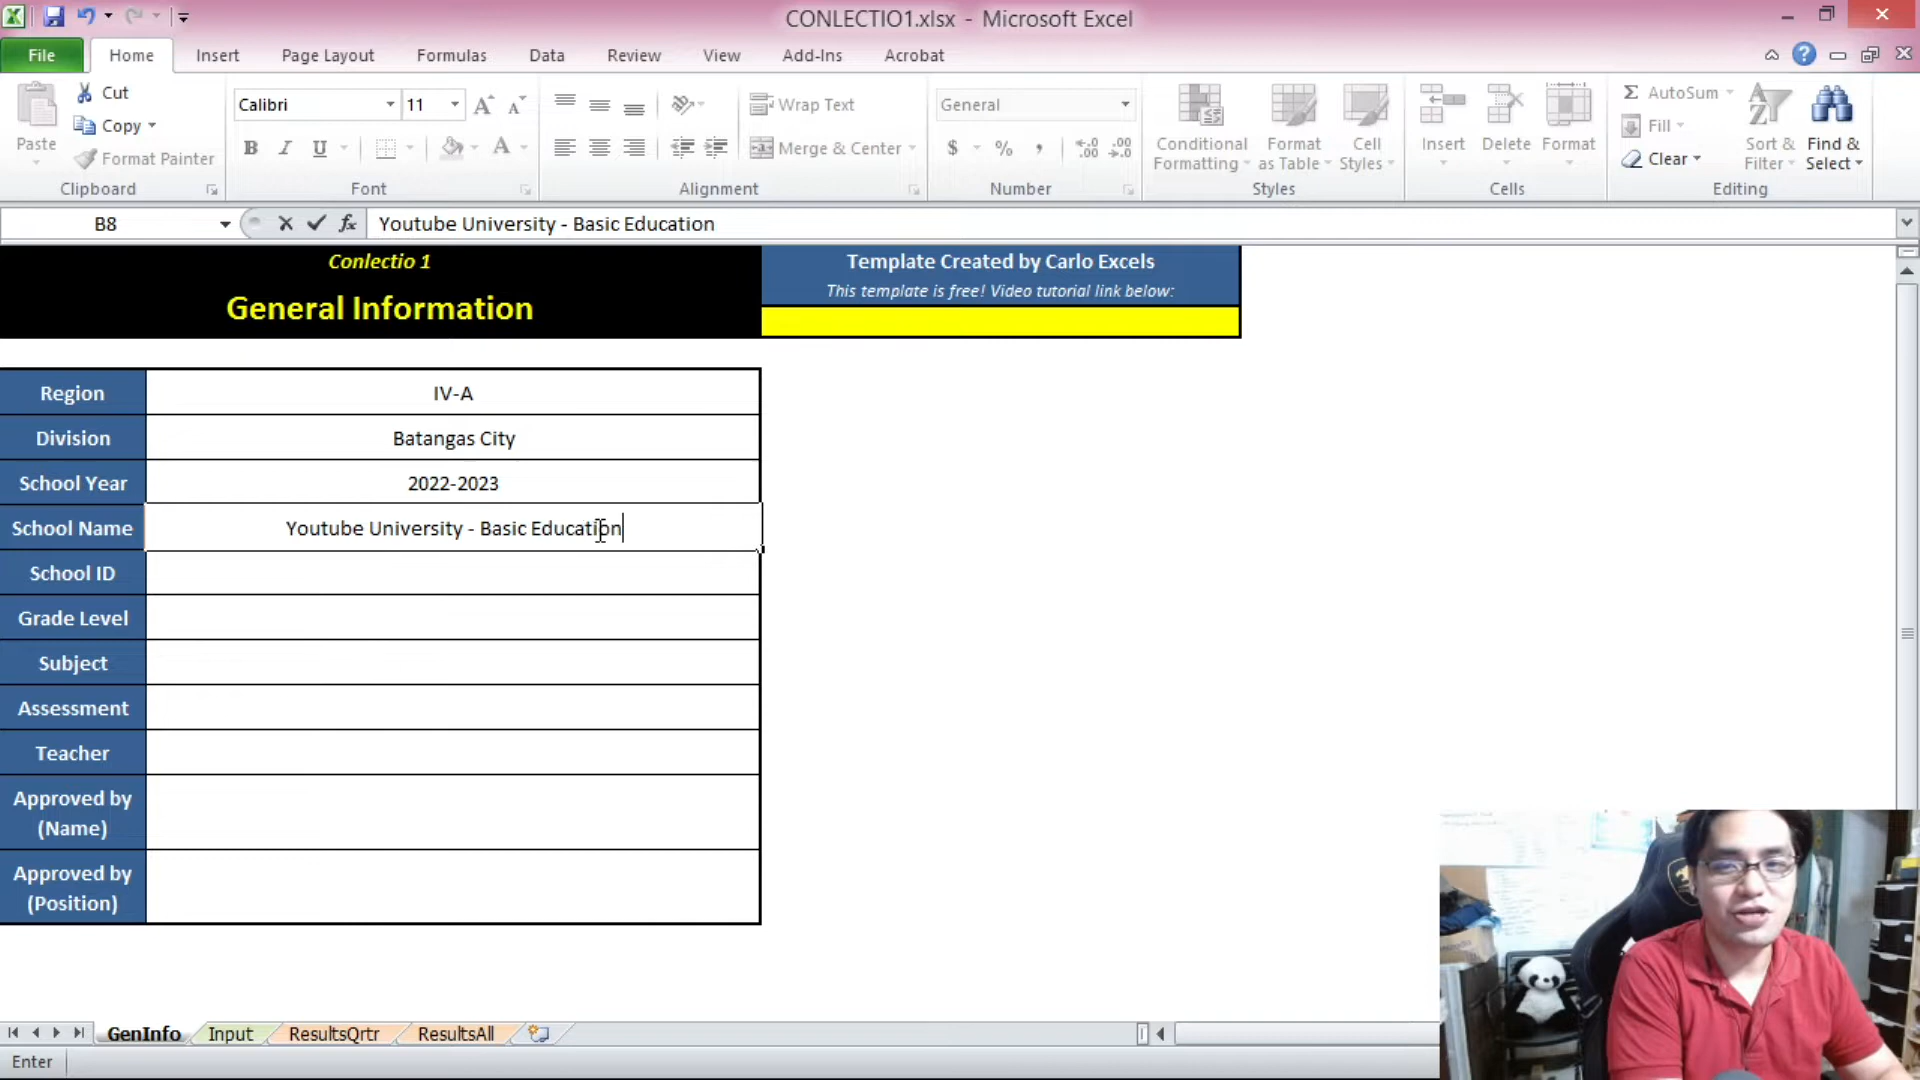 CONLECTIO1.xlsx - Microsoft Excel
File Home Insert Page Layout Formulas Data Review View Add-Ins Acrobat
Paste Cut Copy Format Painter
Clipboard
Calibri 11
B I U A
Font
Wrap Text
Merge & Center
Alignment
General
$ % ,
Number
Conditional Formatting Format as Table Cell Styles
Styles
Insert Delete Format
Cells
Σ AutoSum
Fill
Clear
Sort & Filter Find & Select
Editing
B8 fx Youtube University - Basic Education
Conlectio 1
General Information
Template Created by Carlo Excels
This template is free! Video tutorial link below:
Region IV-A
Division Batangas City
School Year 2022-2023
School Name Youtube University - Basic Education
School ID
Grade Level
Subject
Assessment
Teacher
Approved by
(Name)
Approved by
(Position)
GenInfo Input ResultsQrtr ResultsAll
Enter